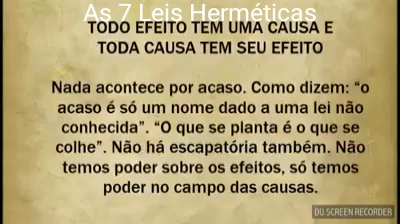 As 7 Leis Herméticas
TODO EFEITO TEM UMA CAUSA E
TODA CAUSA TEM SEU EFEITO
Nada acontece por acaso. Como dizem: “o
acaso é só um nome dado a uma lei não
conhecida”. “O que se planta é o que se
colhe”. Não há escapatória também. Não
temos poder sobre os efeitos, só temos
poder no campo das causas.
DU SCREEN RECORDER